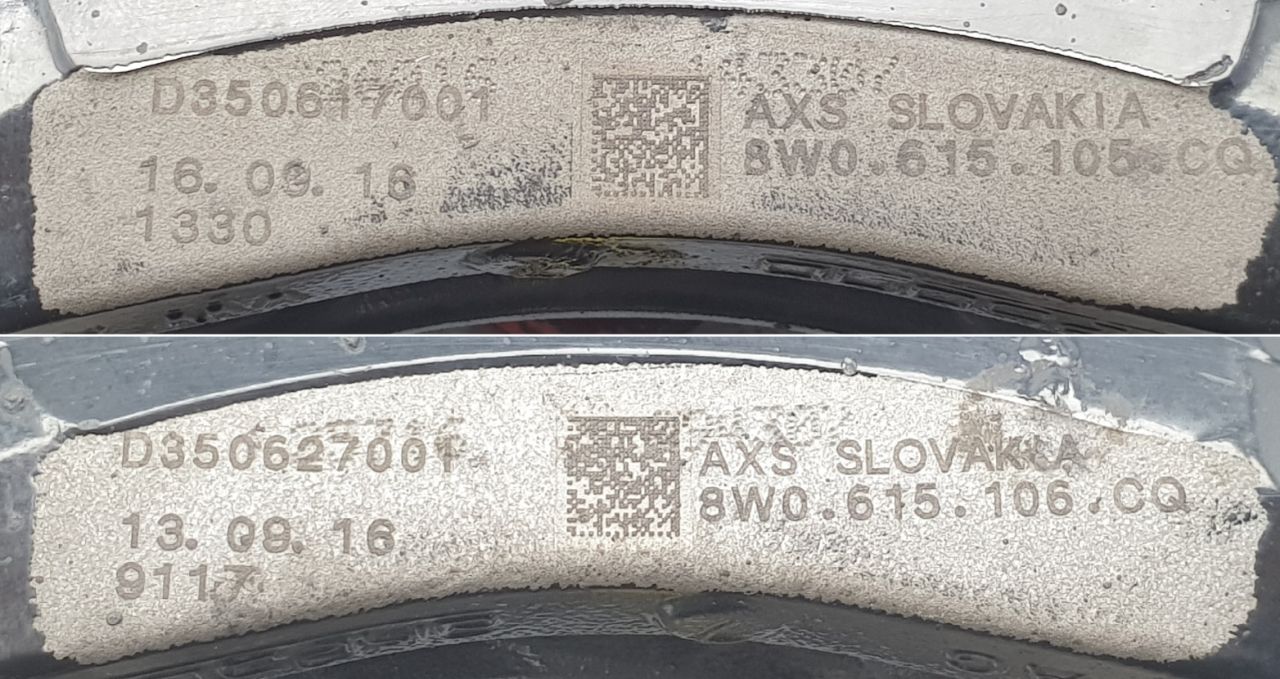 D350617001
16. 09. 16
1330
AXS SLOVAKIA
8W0.615.105.CQ
D350627001
13. 09. 16
9117
AXS SLOVAKIA
8W0.615.106.CQ